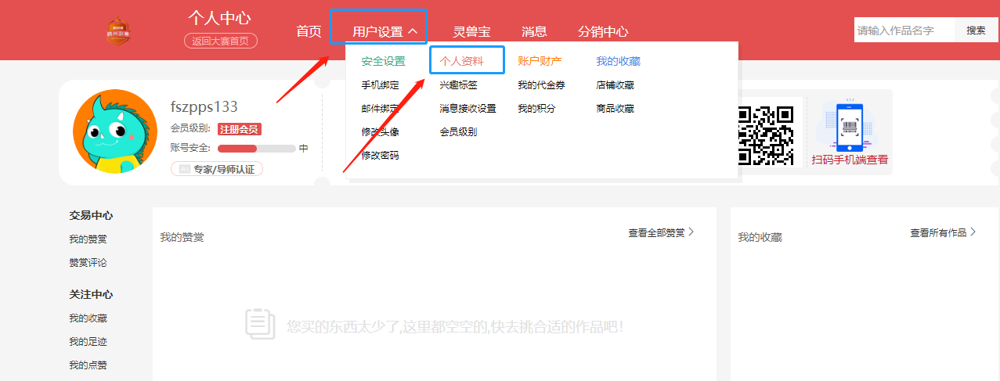 个人中心
返回大赛首页
首页
用户设置
灵兽宝
消息
分销中心
请输入作品名字
搜索
安全设置
个人资料
账户财产
我的收藏
手机绑定
兴趣标签
我的代金券
店铺收藏
邮件绑定
消息接收设置
我的积分
商品收藏
修改头像
会员级别
修改密码
fszpps133
会员级别:
注册会员
账号安全:
中
专家/导师认证
扫码手机端查看
交易中心
我的赞赏
赞赏评论
关注中心
我的收藏
我的足迹
我的点赞
我的赞赏
查看全部赞赏
您买的东西太少了,这里都空空的,快去挑合适的作品吧!
我的收藏
查看所有作品